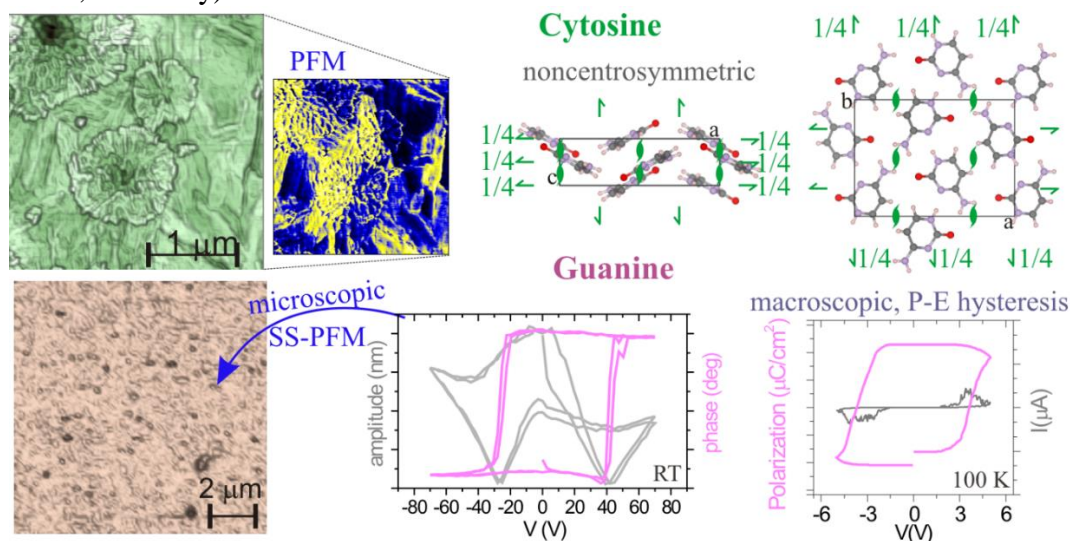 PFM
1 μm
Cytosine
noncentrosymmetric
1/4
1/4
1/4
a
c
1/4
1/4
1/4
1/4 1/4 1/4
b
a
1/4 1/4
Guanine
microscopic
SS-PFM
2 μm
amplitude (nm)
phase (deg)
RT
-80 -60 -40 -20 0 20 40 60 80
V (V)
macroscopic, P-E hysteresis
Polarization (μC/cm²)
I(μA)
100 K
-6 -3 0 3 6
V(V)